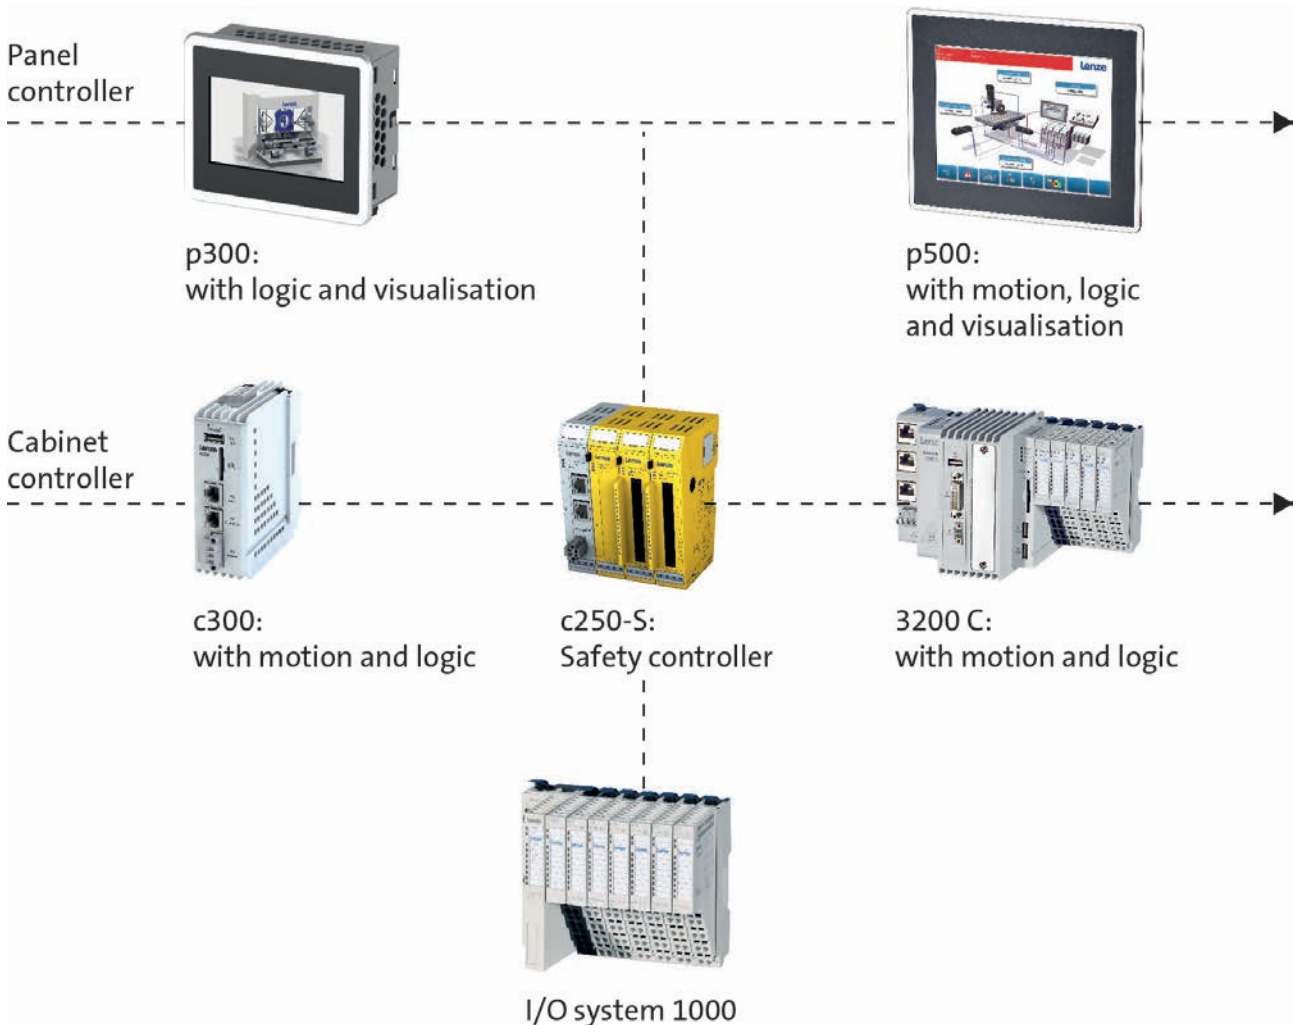 Panel
controller
Lenze
p300:
with logic and visualisation
p500:
with motion, logic
and visualisation
Cabinet
controller
c300:
with motion and logic
c250-S:
Safety controller
3200 C:
with motion and logic
I/O system 1000